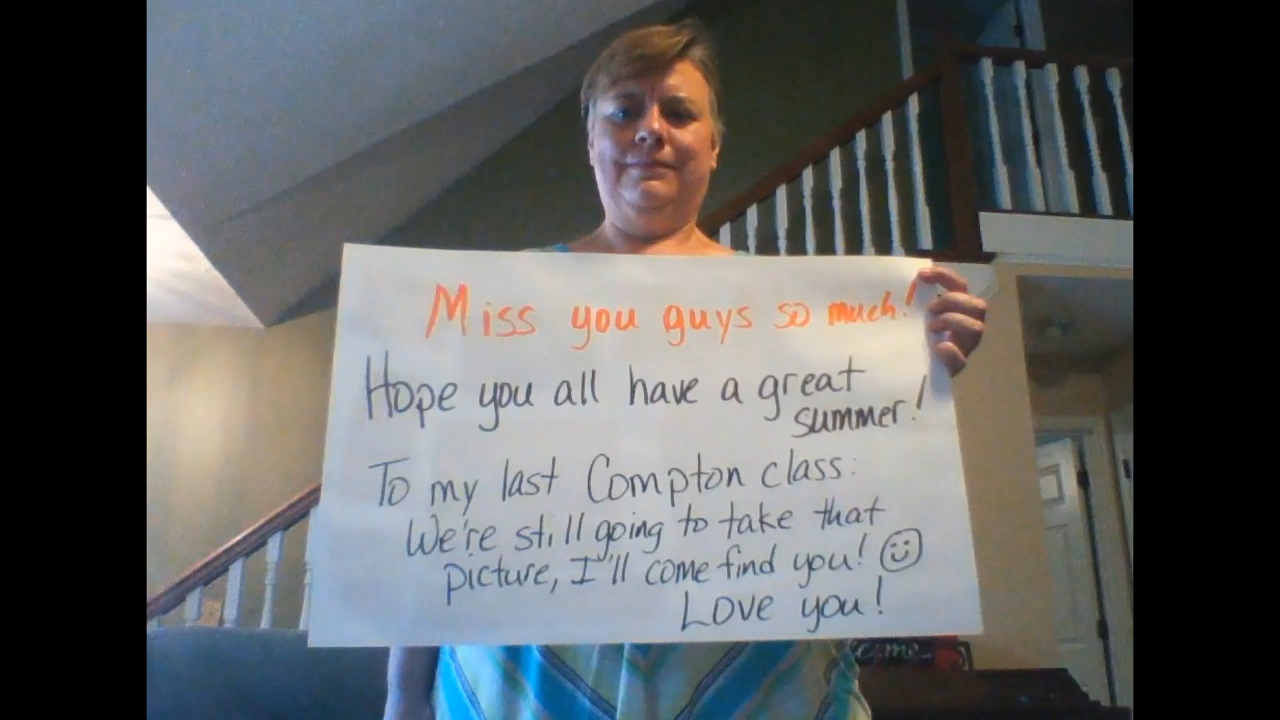 Miss you guys so much!
Hope you all have a great
summer!
To my last Compton class:
We're still going to take that
picture, I'll come find you! ☺
Love you!